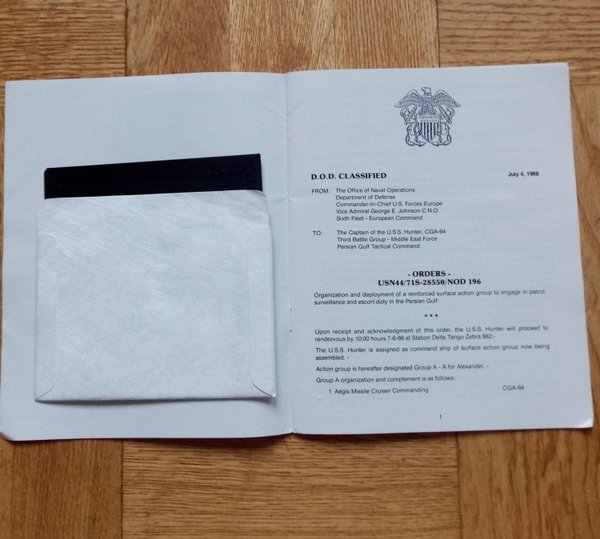 D.O.D. CLASSIFIED July 4, 1988
FROM: The Office of Naval Operations
Department of Defense
Commander-In-Chief U.S. Forces Europe
Vice Admiral George E. Johnson C.N.O.
Sixth Fleet - European Command
TO: The Captain of the U.S.S. Hunter, CGA-64
Third Battle Group - Middle East Force
Persian Gulf Tactical Command
- ORDERS -
USN44/71S-28550/NOD 196
Organization and deployment of a reinforced surface action group to engage in patrol,
surveillance and escort duty in the Persian Gulf.
* * *
Upon receipt and acknowledgment of this order, the U.S.S. Hunter will proceed to
rendezvous by 10:00 hours 7-6-88 at Station Delta Tango Zebra 982.-
The U.S.S. Hunter is assigned as command ship of surface action group now being
assembled. -
Action group is hereafter designated Group A - A for Alexander. -
Group A organization and complement is as follows:
1 Aegis Missile Cruiser Commanding CGA-64
1